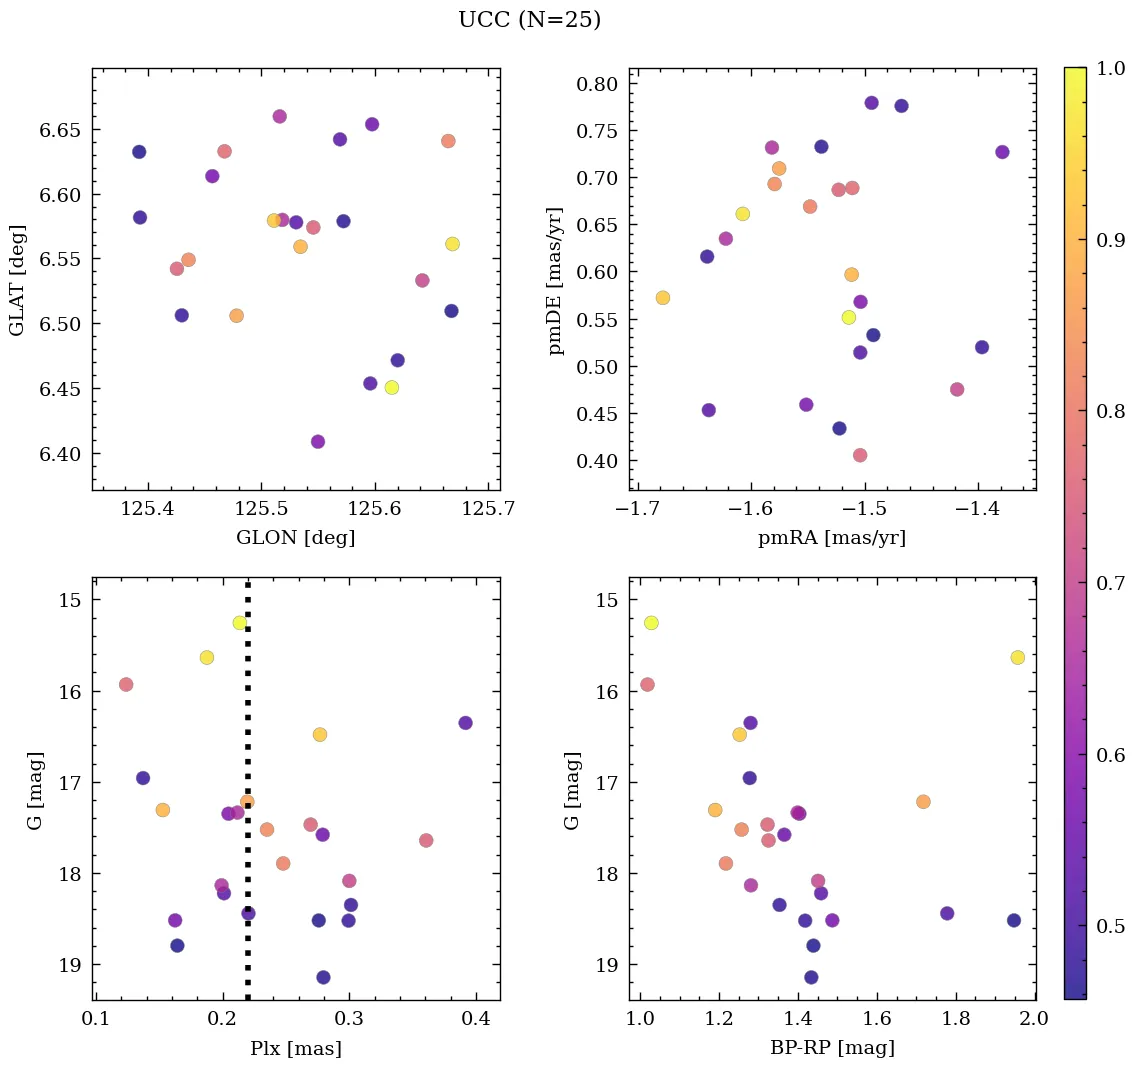 UCC (N=25)
6.65
6.60
6.55
6.50
6.45
6.40
GLAT [deg]
125.4 125.5 125.6 125.7
GLON [deg]
0.80
0.75
0.70
0.65
0.60
0.55
0.50
0.45
0.40
pmDE [mas/yr]
−1.7 −1.6 −1.5 −1.4
pmRA [mas/yr]
1.0
0.9
0.8
0.7
0.6
0.5
15
16
17
18
19
G [mag]
0.1 0.2 0.3 0.4
Plx [mas]
15
16
17
18
19
G [mag]
1.0 1.2 1.4 1.6 1.8 2.0
BP-RP [mag]